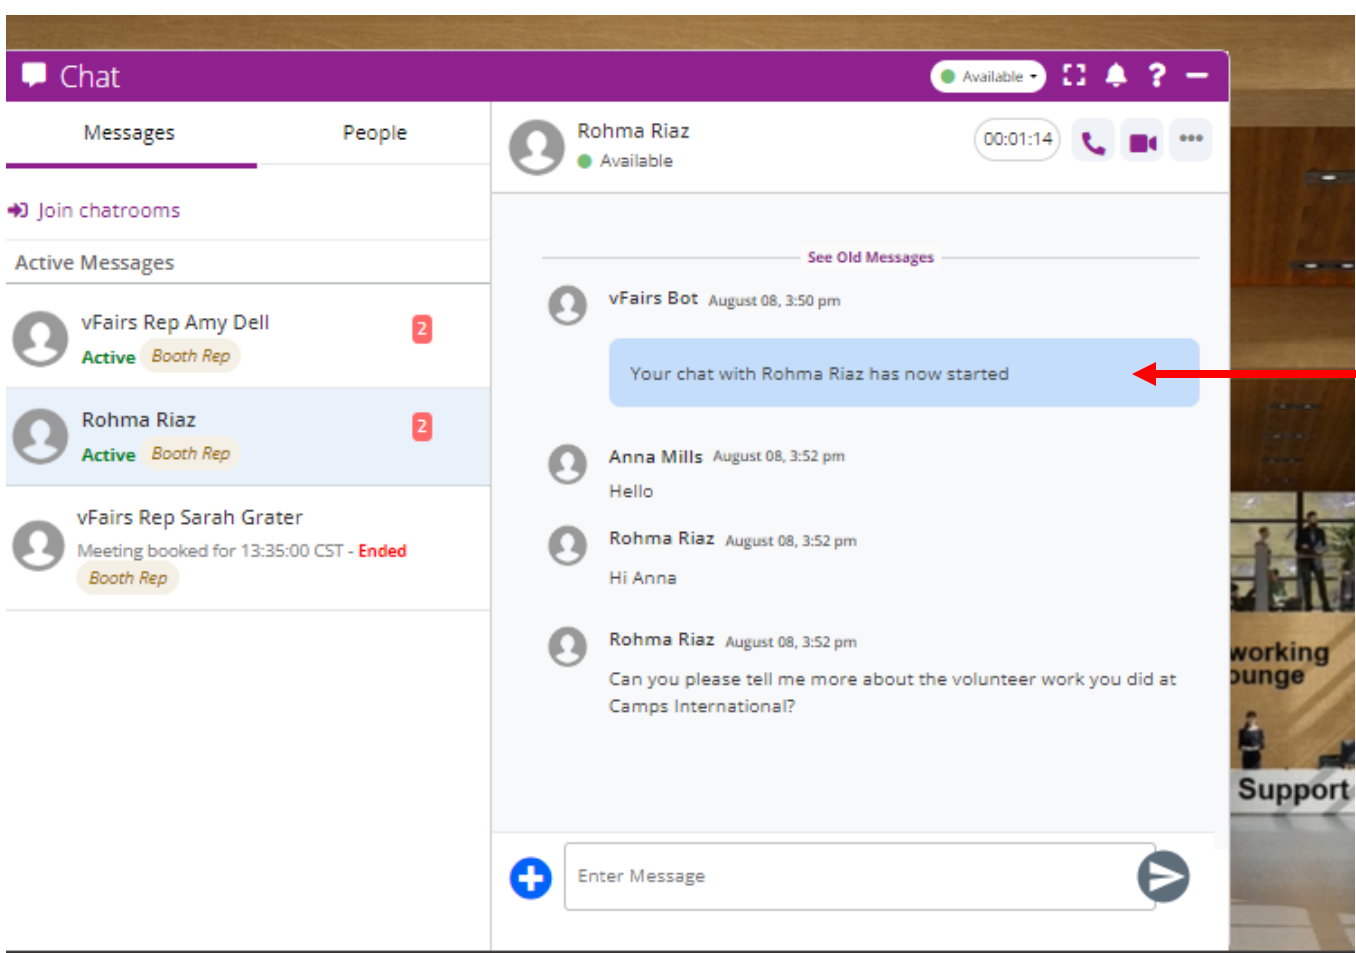 Chat
Available
Messages
People
Join chatrooms
Active Messages
vFairs Rep Amy Dell
2
Active Booth Rep
Rohma Riaz
2
Active Booth Rep
vFairs Rep Sarah Grater
Meeting booked for 13:35:00 CST - Ended
Booth Rep
Rohma Riaz
Available
00:01:14
See Old Messages
vFairs Bot August 08, 3:50 pm
Your chat with Rohma Riaz has now started
Anna Mills August 08, 3:52 pm
Hello
Rohma Riaz August 08, 3:52 pm
Hi Anna
Rohma Riaz August 08, 3:52 pm
Can you please tell me more about the volunteer work you did at
Camps International?
Enter Message
working
ounge
Support